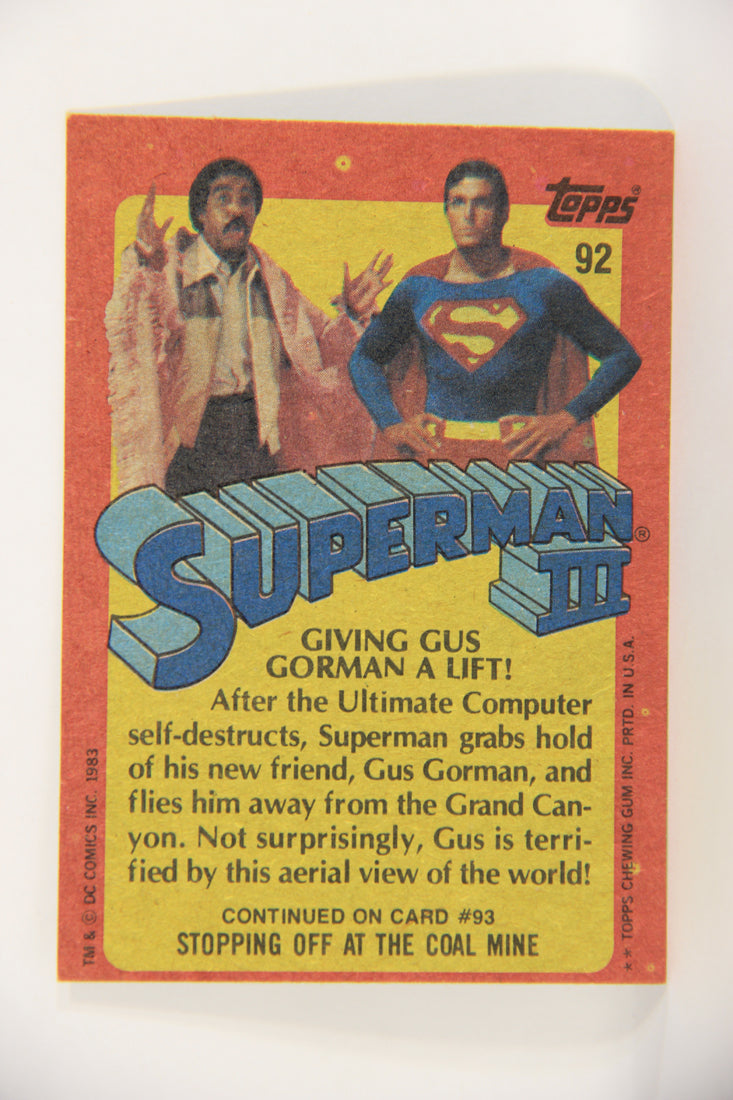 topps®
92
SUPERMAN®
III
GIVING GUS
GORMAN A LIFT!
After the Ultimate Computer
self-destructs, Superman grabs hold
of his new friend, Gus Gorman, and
flies him away from the Grand Can-
yon. Not surprisingly, Gus is terri-
fied by this aerial view of the world!
CONTINUED ON CARD #93
STOPPING OFF AT THE COAL MINE
TM & © DC COMICS INC. 1983
** TOPPS CHEWING GUM INC. PRTD. IN U.S.A.